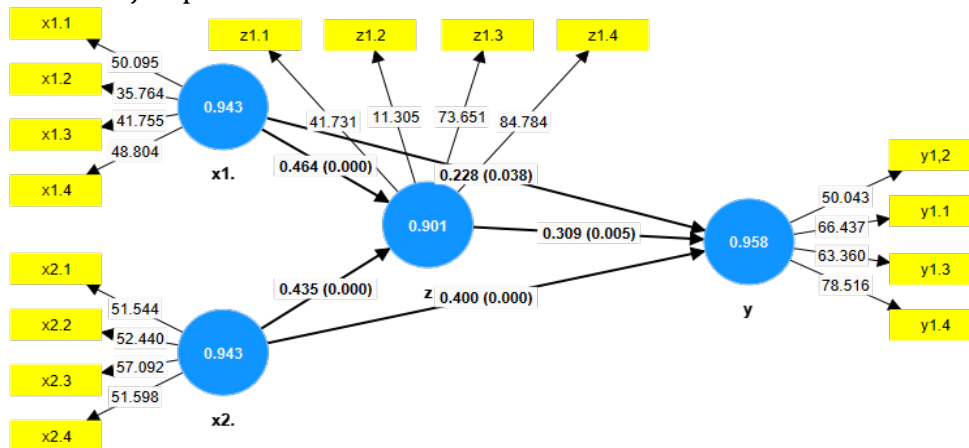 x1.1
x1.2
x1.3
x1.4
50.095
35.764
41.755
48.804
0.943
x1.
z1.1
z1.2
z1.3
z1.4
41.731
11.305
73.651
84.784
0.464 (0.000)
0.228 (0.038)
0.901
z
0.309 (0.005)
0.435 (0.000)
0.400 (0.000)
x2.1
x2.2
x2.3
x2.4
51.544
52.440
57.092
51.598
0.943
x2.
0.958
y
50.043
66.437
63.360
78.516
y1,2
y1.1
y1.3
y1.4